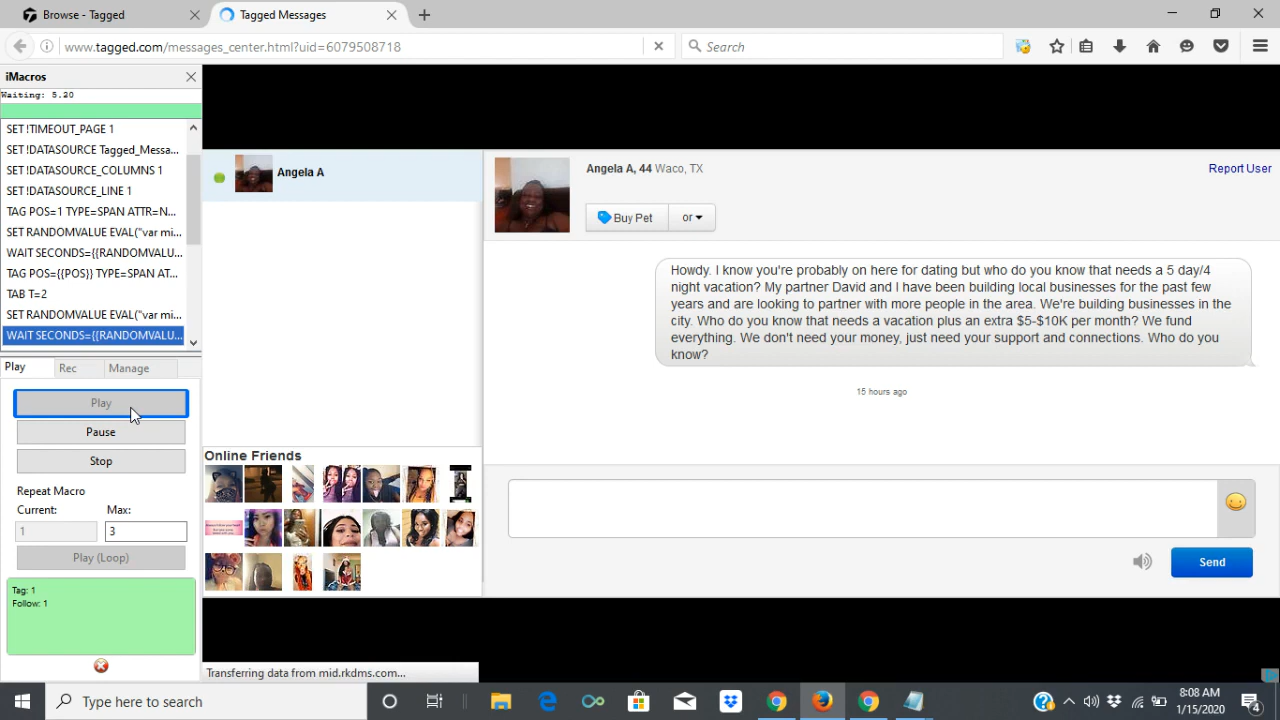 Browse - Tagged
Tagged Messages
www.tagged.com/messages_center.html?uid=6079508718
Search
iMacros
Waiting: 5.20
SET !TIMEOUT_PAGE 1
SET !DATASOURCE Tagged_Messa...
SET !DATASOURCE_COLUMNS 1
SET !DATASOURCE_LINE 1
TAG POS=1 TYPE=SPAN ATTR=N...
SET RANDOMVALUE EVAL("var mi...
WAIT SECONDS={{RANDOMVALU...
TAG POS={{POS}} TYPE=SPAN AT...
TAB T=2
SET RANDOMVALUE EVAL("var mi...
WAIT SECONDS={{RANDOMVALU...
Play
Rec
Manage
Play
Pause
Stop
Repeat Macro
Current:
Max:
1
3
Play (Loop)
Tag: 1
Follow: 1
Angela A
Online Friends
Angela A, 44 Waco, TX
Report User
Buy Pet
or
Howdy. I know you're probably on here for dating but who do you know that needs a 5 day/4
night vacation? My partner David and I have been building local businesses for the past few
years and are looking to partner with more people in the area. We're building businesses in the
city. Who do you know that needs a vacation plus an extra $5-$10K per month? We fund
everything. We don't need your money, just need your support and connections. Who do you
know?
15 hours ago
Send
Transferring data from mid.rkdms.com...
Type here to search
8:08 AM
1/15/2020
4